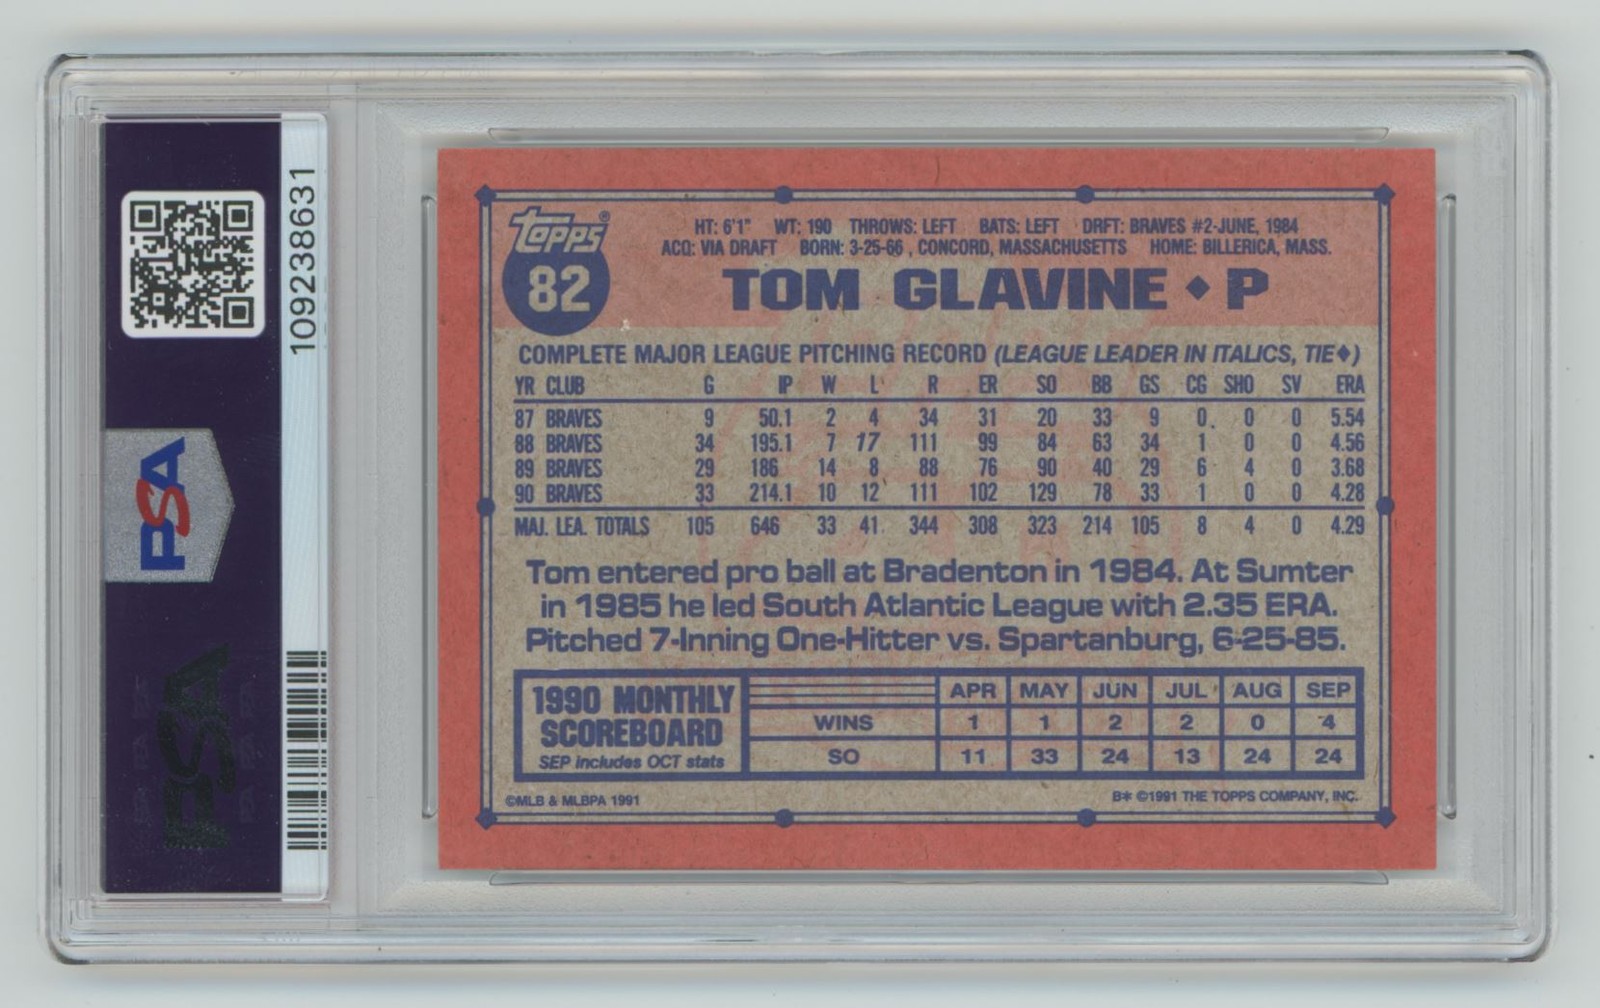 109238631
PSA
PSA
topps®
82
HT: 6'1" WT: 190 THROWS: LEFT BATS: LEFT DRFT: BRAVES #2-JUNE, 1984
ACQ: VIA DRAFT BORN: 3-25-66 , CONCORD, MASSACHUSETTS HOME: BILLERICA, MASS.
TOM GLAVINE ♦ P
COMPLETE MAJOR LEAGUE PITCHING RECORD (LEAGUE LEADER IN ITALICS, TIE♦)
YR CLUB G IP W L R ER SO BB GS CG SHO SV ERA
87 BRAVES 9 50.1 2 4 34 31 20 33 9 0 0 0 5.54
88 BRAVES 34 195.1 7 17 111 99 84 63 34 1 0 0 4.56
89 BRAVES 29 186 14 8 88 76 90 40 29 6 4 0 3.68
90 BRAVES 33 214.1 10 12 111 102 129 78 33 1 0 0 4.28
MAJ. LEA. TOTALS 105 646 33 41 344 308 323 214 105 8 4 0 4.29
Tom entered pro ball at Bradenton in 1984. At Sumter
in 1985 he led South Atlantic League with 2.35 ERA.
Pitched 7-Inning One-Hitter vs. Spartanburg, 6-25-85.
1990 MONTHLY
SCOREBOARD
SEP includes OCT stats
APR MAY JUN JUL AUG SEP
WINS 1 1 2 2 0 4
SO 11 33 24 13 24 24
©MLB & MLBPA 1991
B* ©1991 THE TOPPS COMPANY, INC.